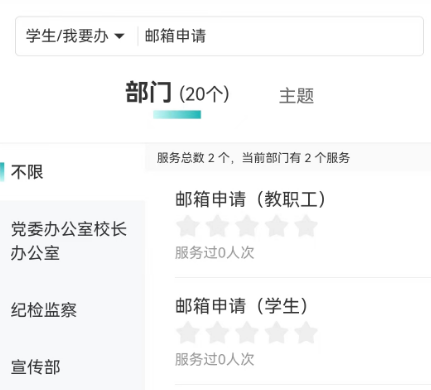 学生/我要办 邮箱申请
部门 (20个) 主题
服务总数 2 个，当前部门有 2 个服务
不限
党委办公室校长
办公室
纪检监察
宣传部
邮箱申请（教职工）
服务过0人次
邮箱申请（学生）
服务过0人次